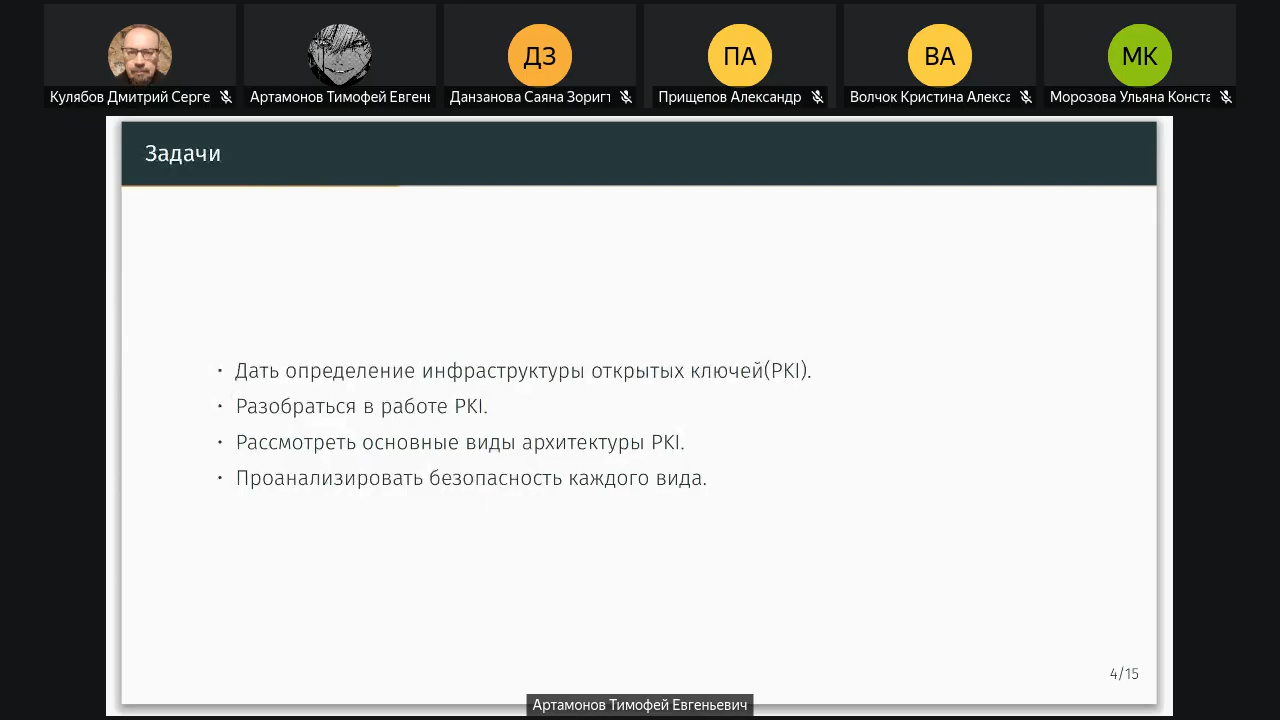 ДЗ
ПА
ВА
МК
Кулябов Дмитрий Серге
Артамонов Тимофей Евгень
Данзанова Саяна Зоригт
Прищепов Александр
Волчок Кристина Алекса
Морозова Ульяна Конста
Задачи
• Дать определение инфраструктуры открытых ключей(PKI).
• Разобраться в работе PKI.
• Рассмотреть основные виды архитектуры PKI.
• Проанализировать безопасность каждого вида.
4/15
Артамонов Тимофей Евгеньевич